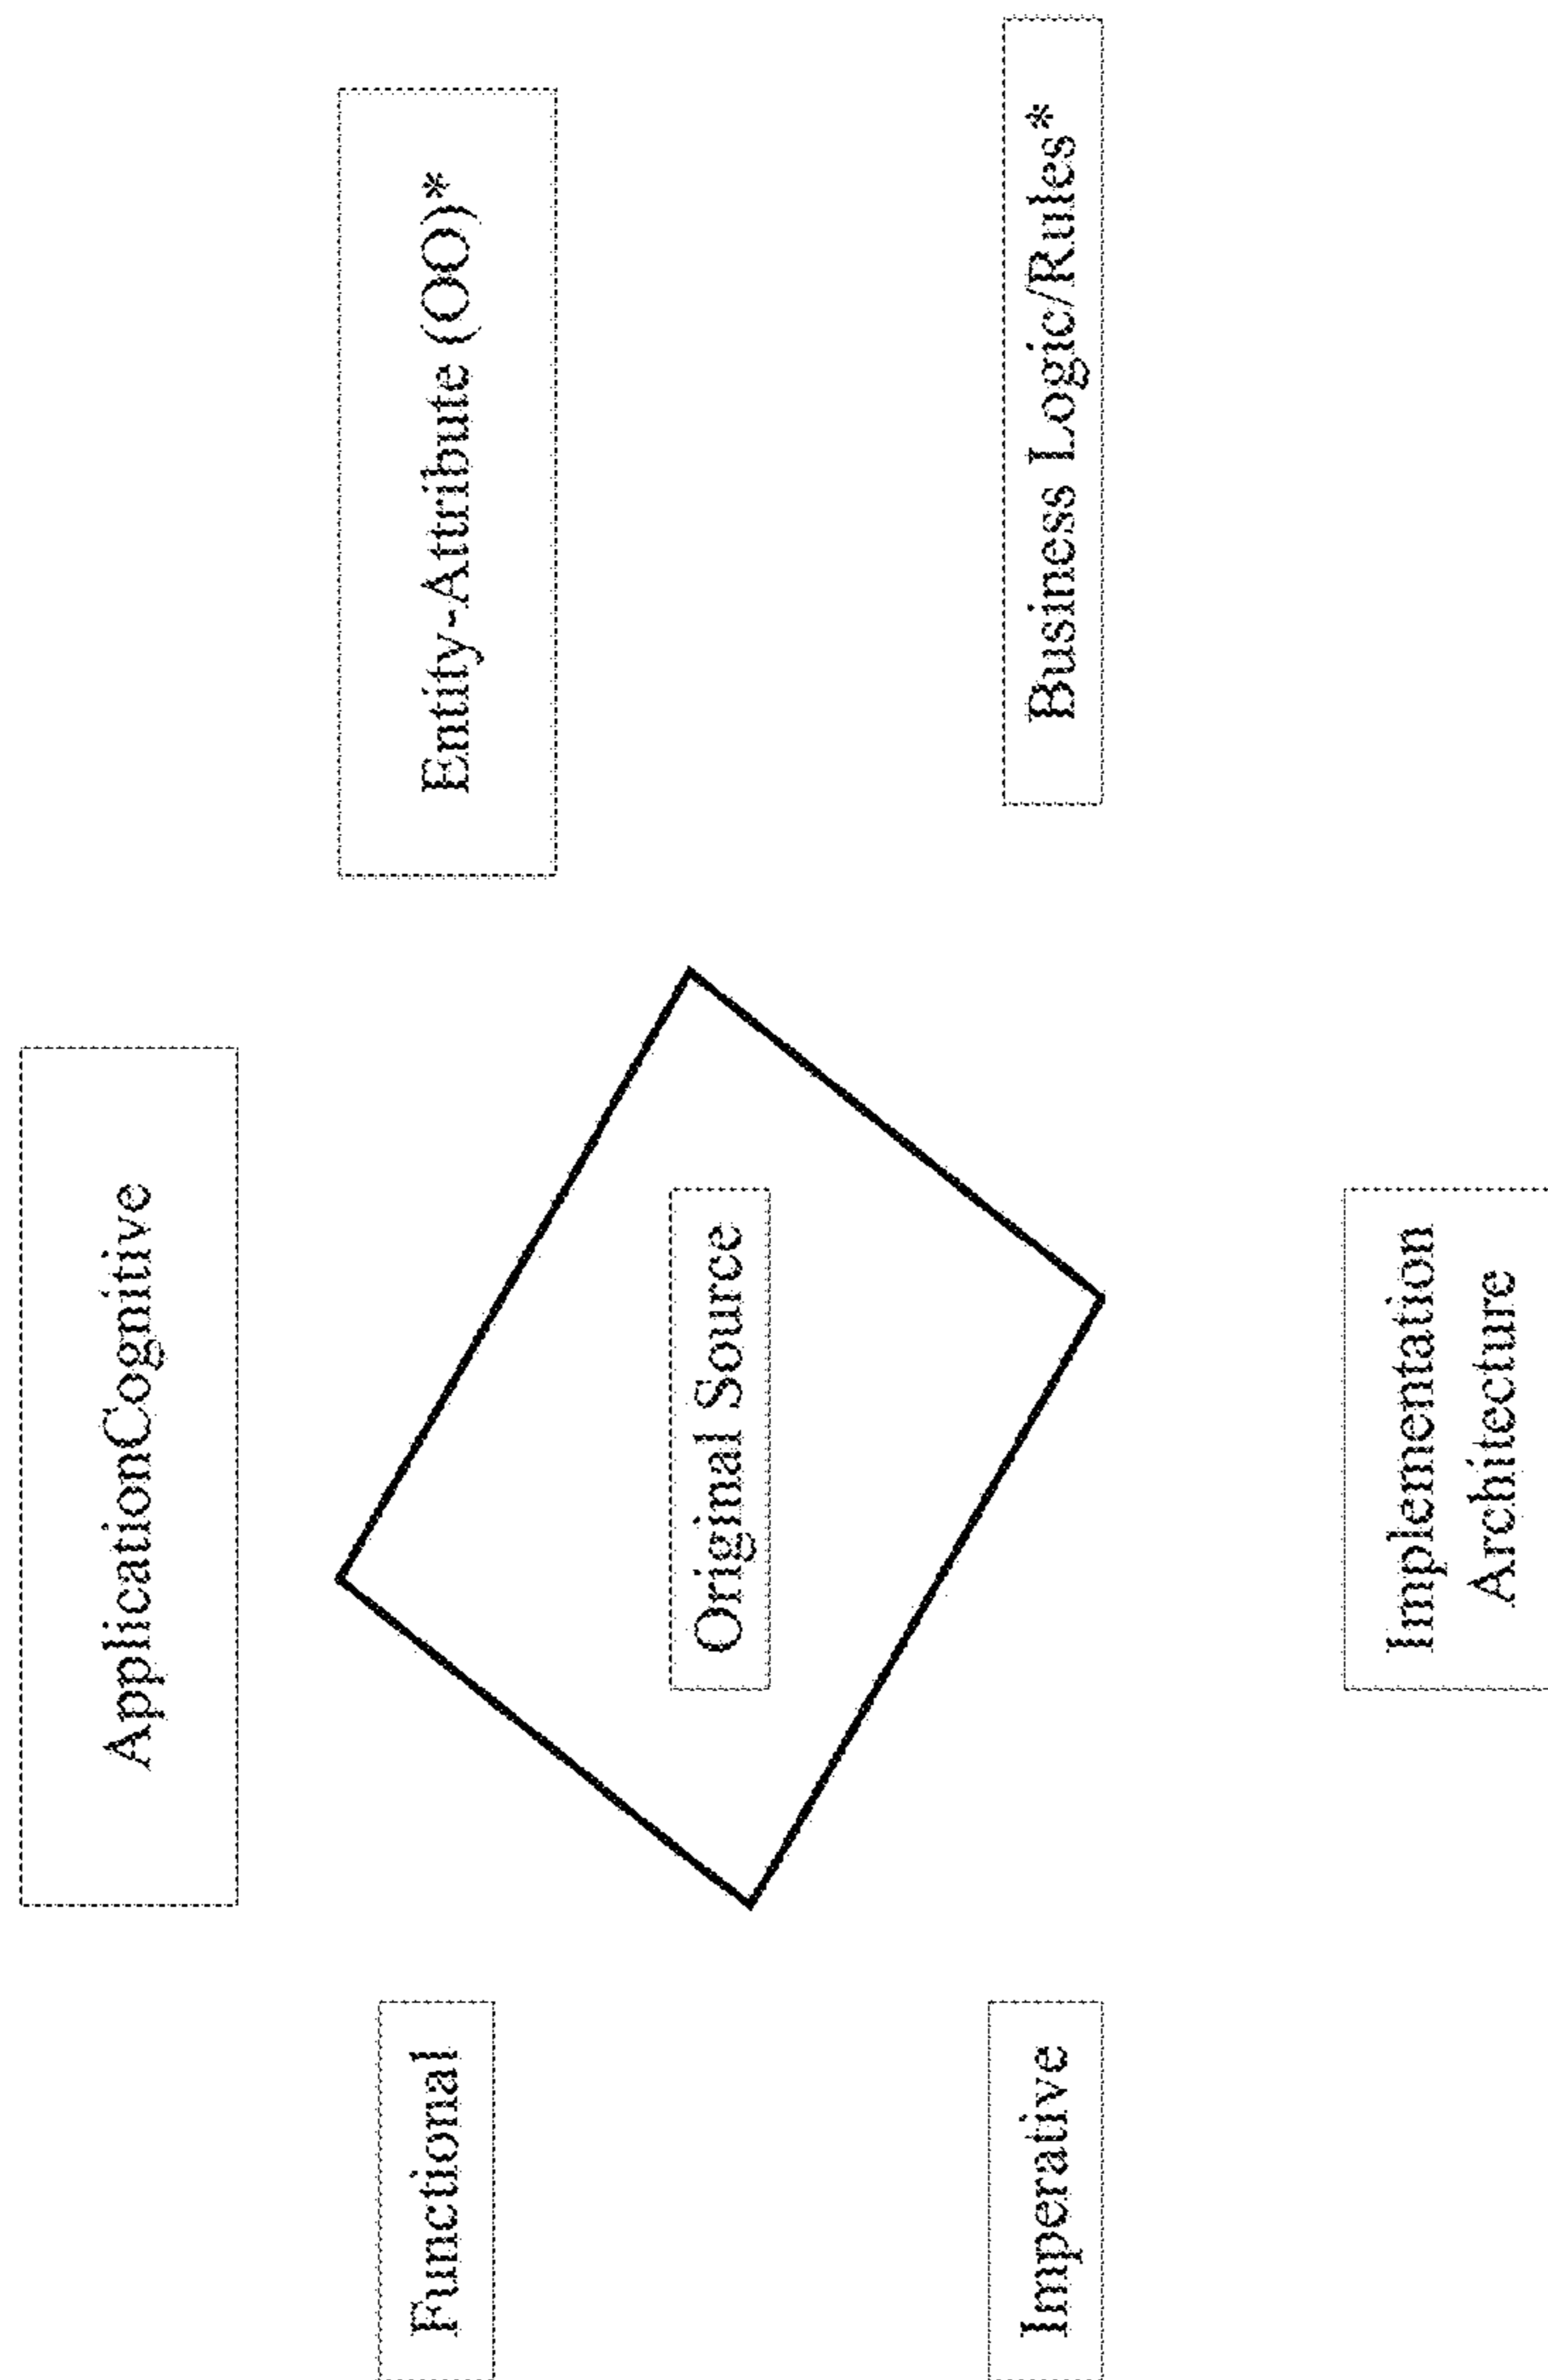 ApplicationCognitive
Functional
Entity-Attribute (OO)*
Original Source
Imperative
Business Logic/Rules*
Implementation
Architecture